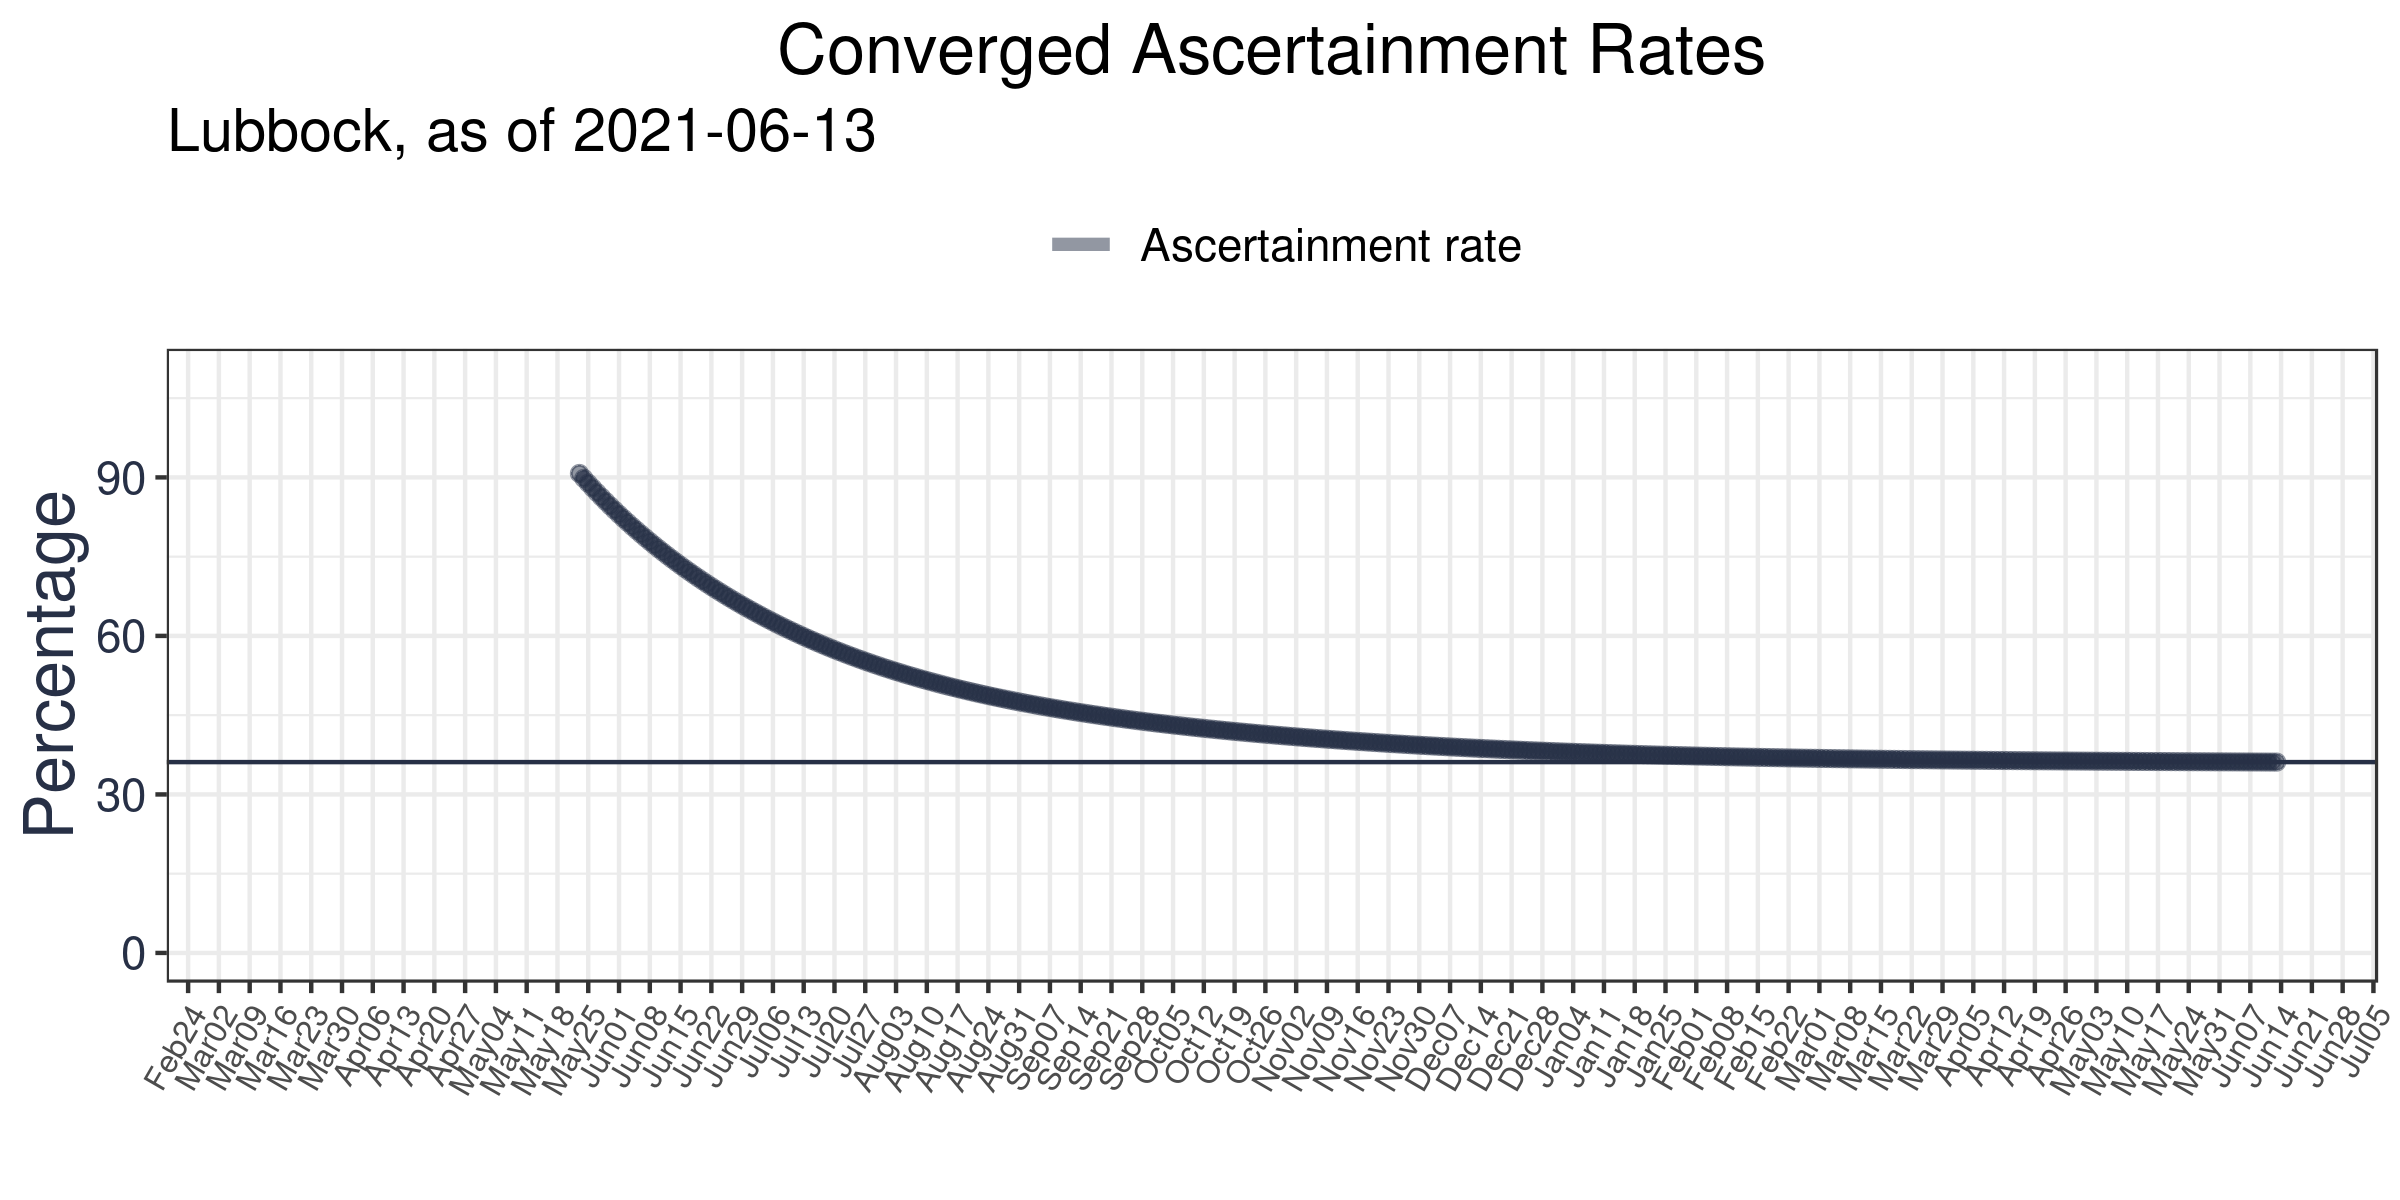 Converged Ascertainment Rates
Lubbock, as of 2021-06-13
Ascertainment rate
Percentage
90
60
30
0
Feb24 Mar02 Mar09 Mar16 Mar23 Mar30 Apr06 Apr13 Apr20 Apr27 May04 May11 May18 May25 Jun01 Jun08 Jun15 Jun22 Jun29 Jul06 Jul13 Jul20 Jul27 Aug03 Aug10 Aug17 Aug24 Aug31 Sep07 Sep14 Sep21 Sep28 Oct05 Oct12 Oct19 Oct26 Nov02 Nov09 Nov16 Nov23 Nov30 Dec07 Dec14 Dec21 Dec28 Jan04 Jan11 Jan18 Jan25 Feb01 Feb08 Feb15 Feb22 Mar01 Mar08 Mar15 Mar22 Mar29 Apr05 Apr12 Apr19 Apr26 May03 May10 May17 May24 May31 Jun07 Jun14 Jun21 Jun28 Jul05